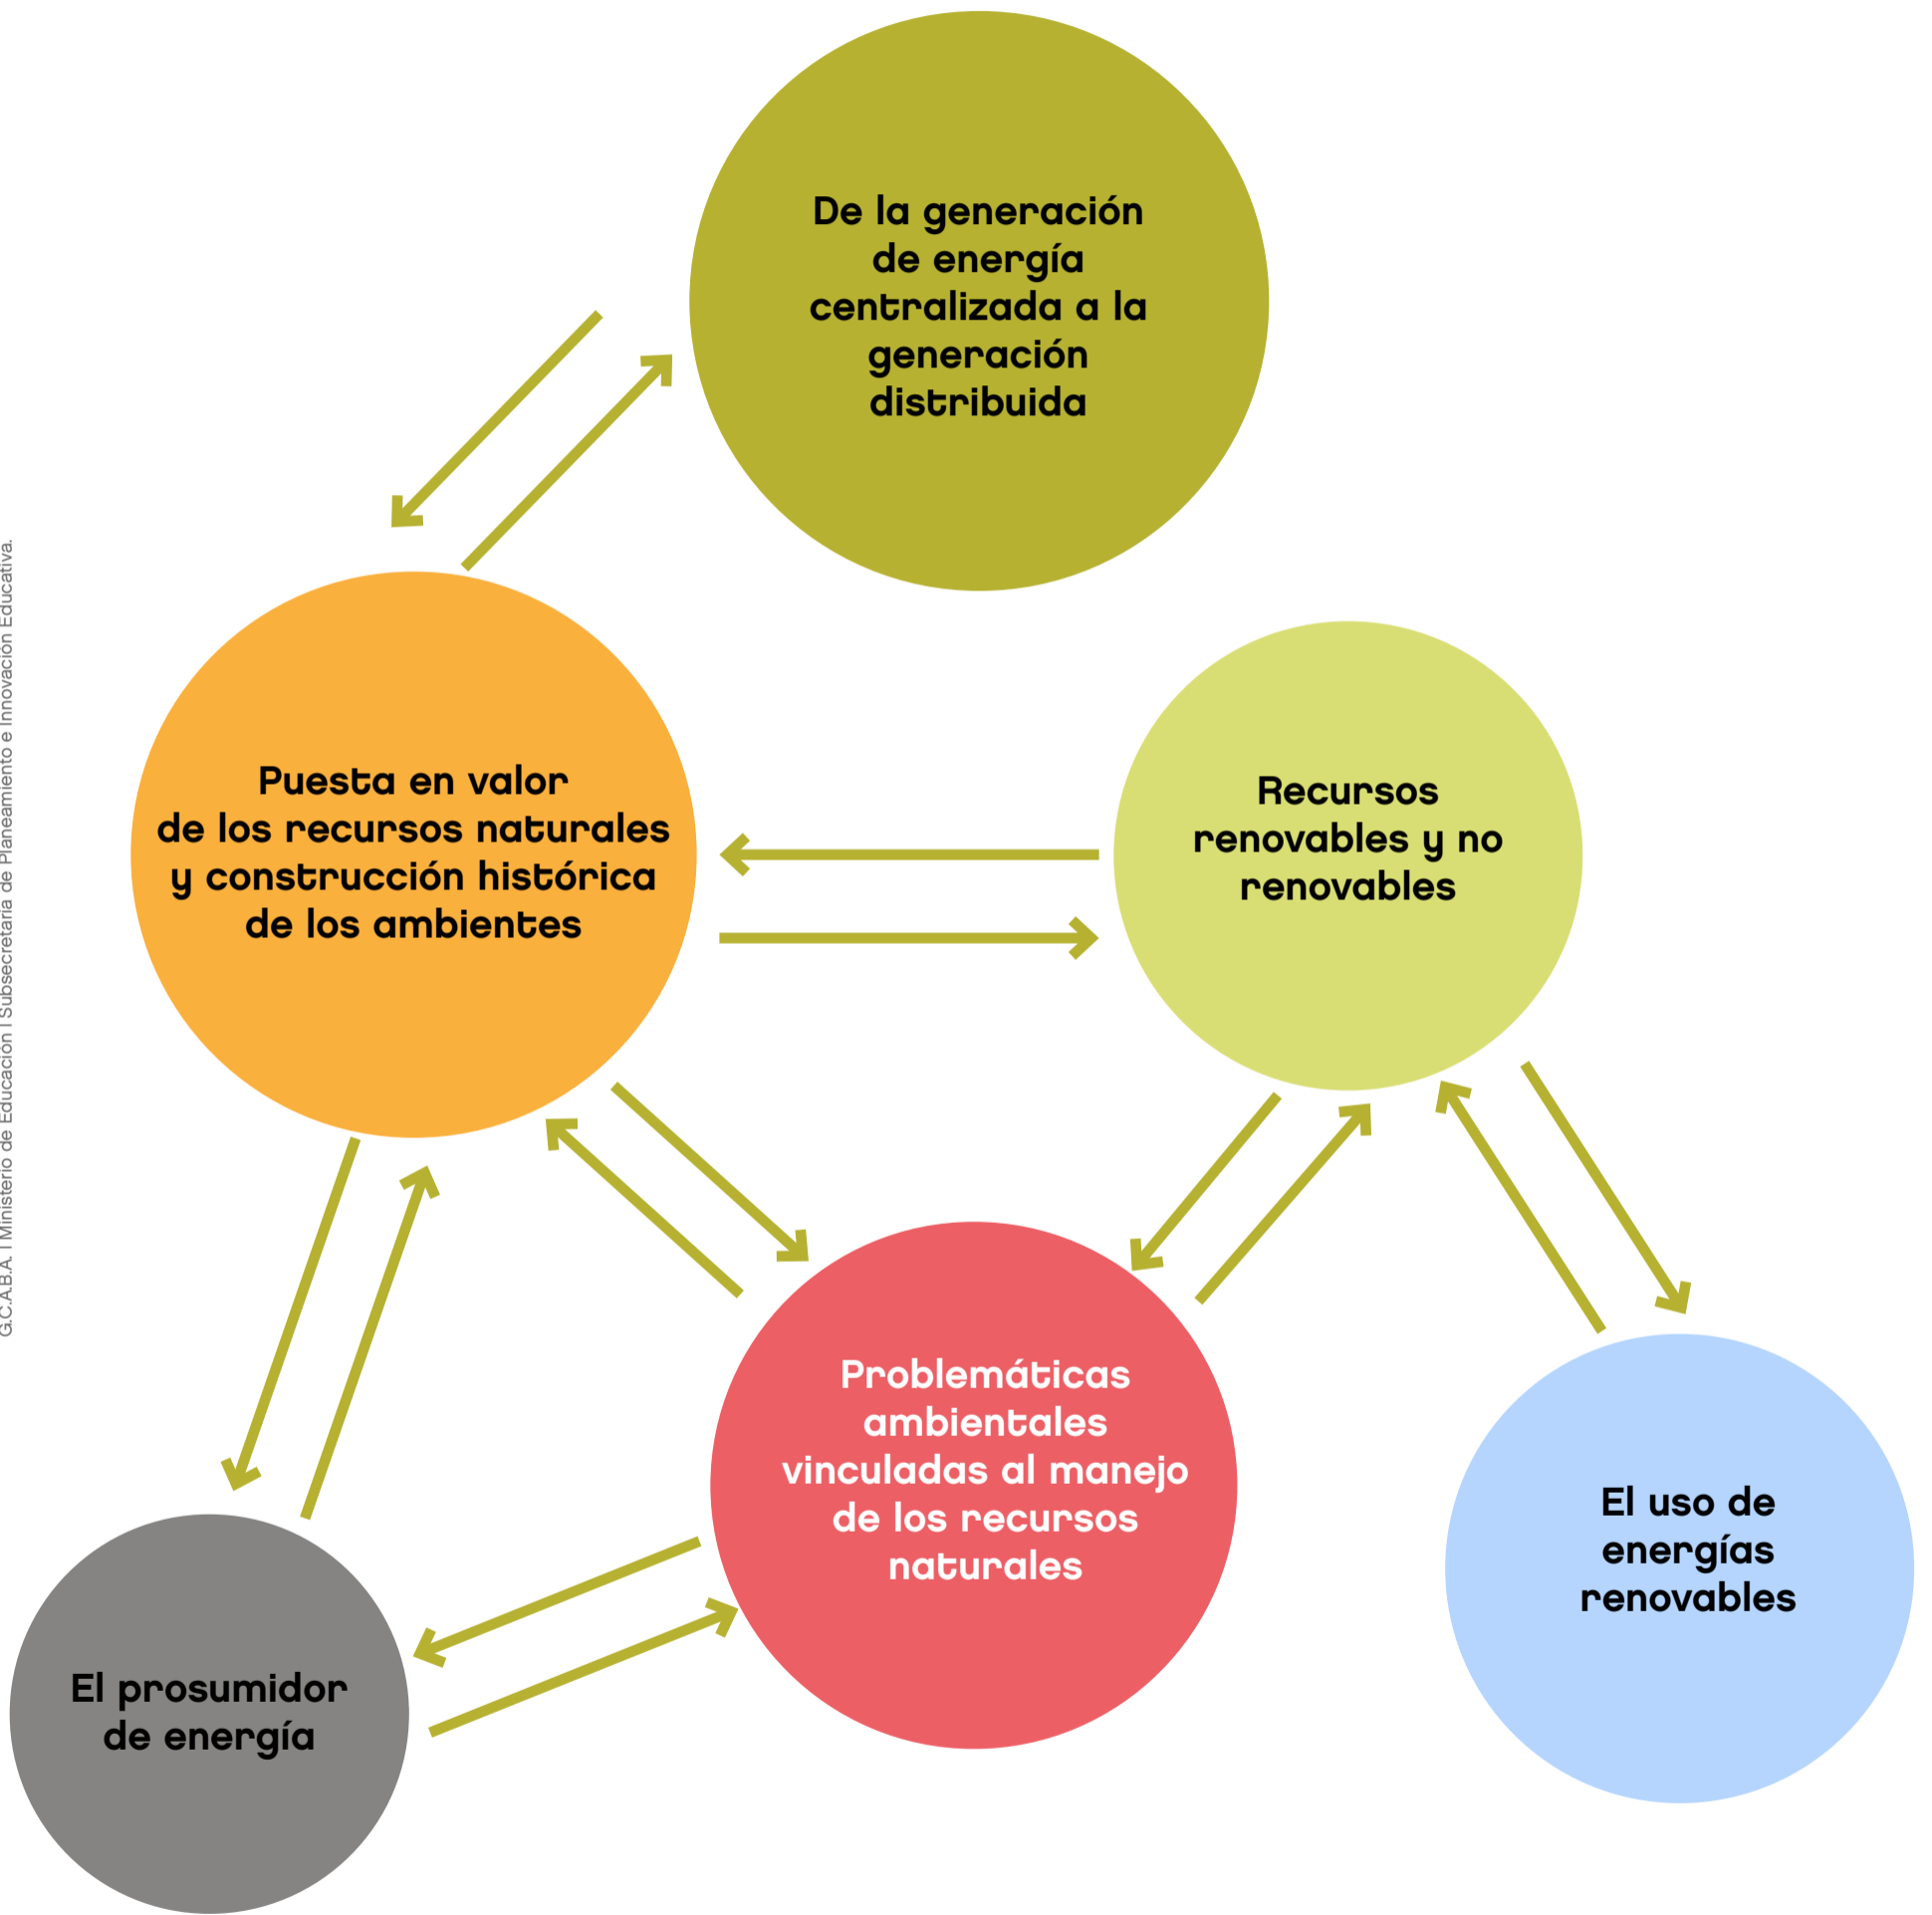 De la generación
de energía
centralizada a la
generación
distribuida
Puesta en valor
de los recursos naturales
y construcción histórica
de los ambientes
Recursos
renovables y no
renovables
Problemáticas
ambientales
vinculadas al manejo
de los recursos
naturales
El uso de
energías
renovables
El prosumidor
de energía
G.C.A.B.A. | Ministerio de Educación | Subsecretaría de Planeamiento e Innovación Educativa.